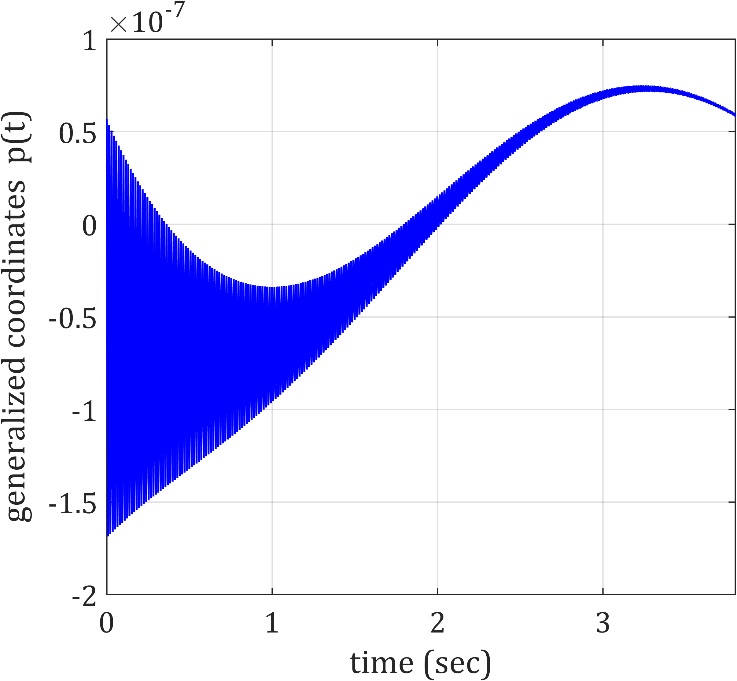 ×10-7
1
0.5
0
-0.5
-1
-1.5
-2
generalized coordinates p(t)
0 1 2 3
time (sec)